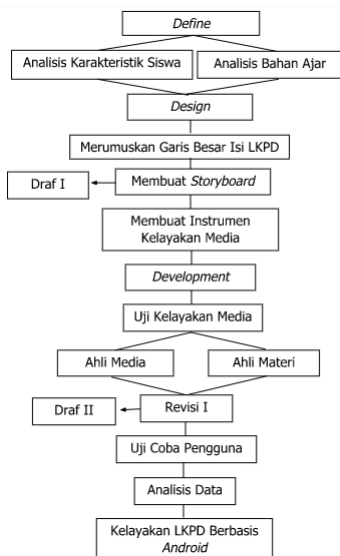 Define
Analisis Karakteristik Siswa
Analisis Bahan Ajar
Design
Merumuskan Garis Besar Isi LKPD
Draf I
Membuat Storyboard
Membuat Instrumen
Kelayakan Media
Development
Uji Kelayakan Media
Ahli Media
Ahli Materi
Draf II
Revisi I
Uji Coba Pengguna
Analisis Data
Kelayakan LKPD Berbasis
Android